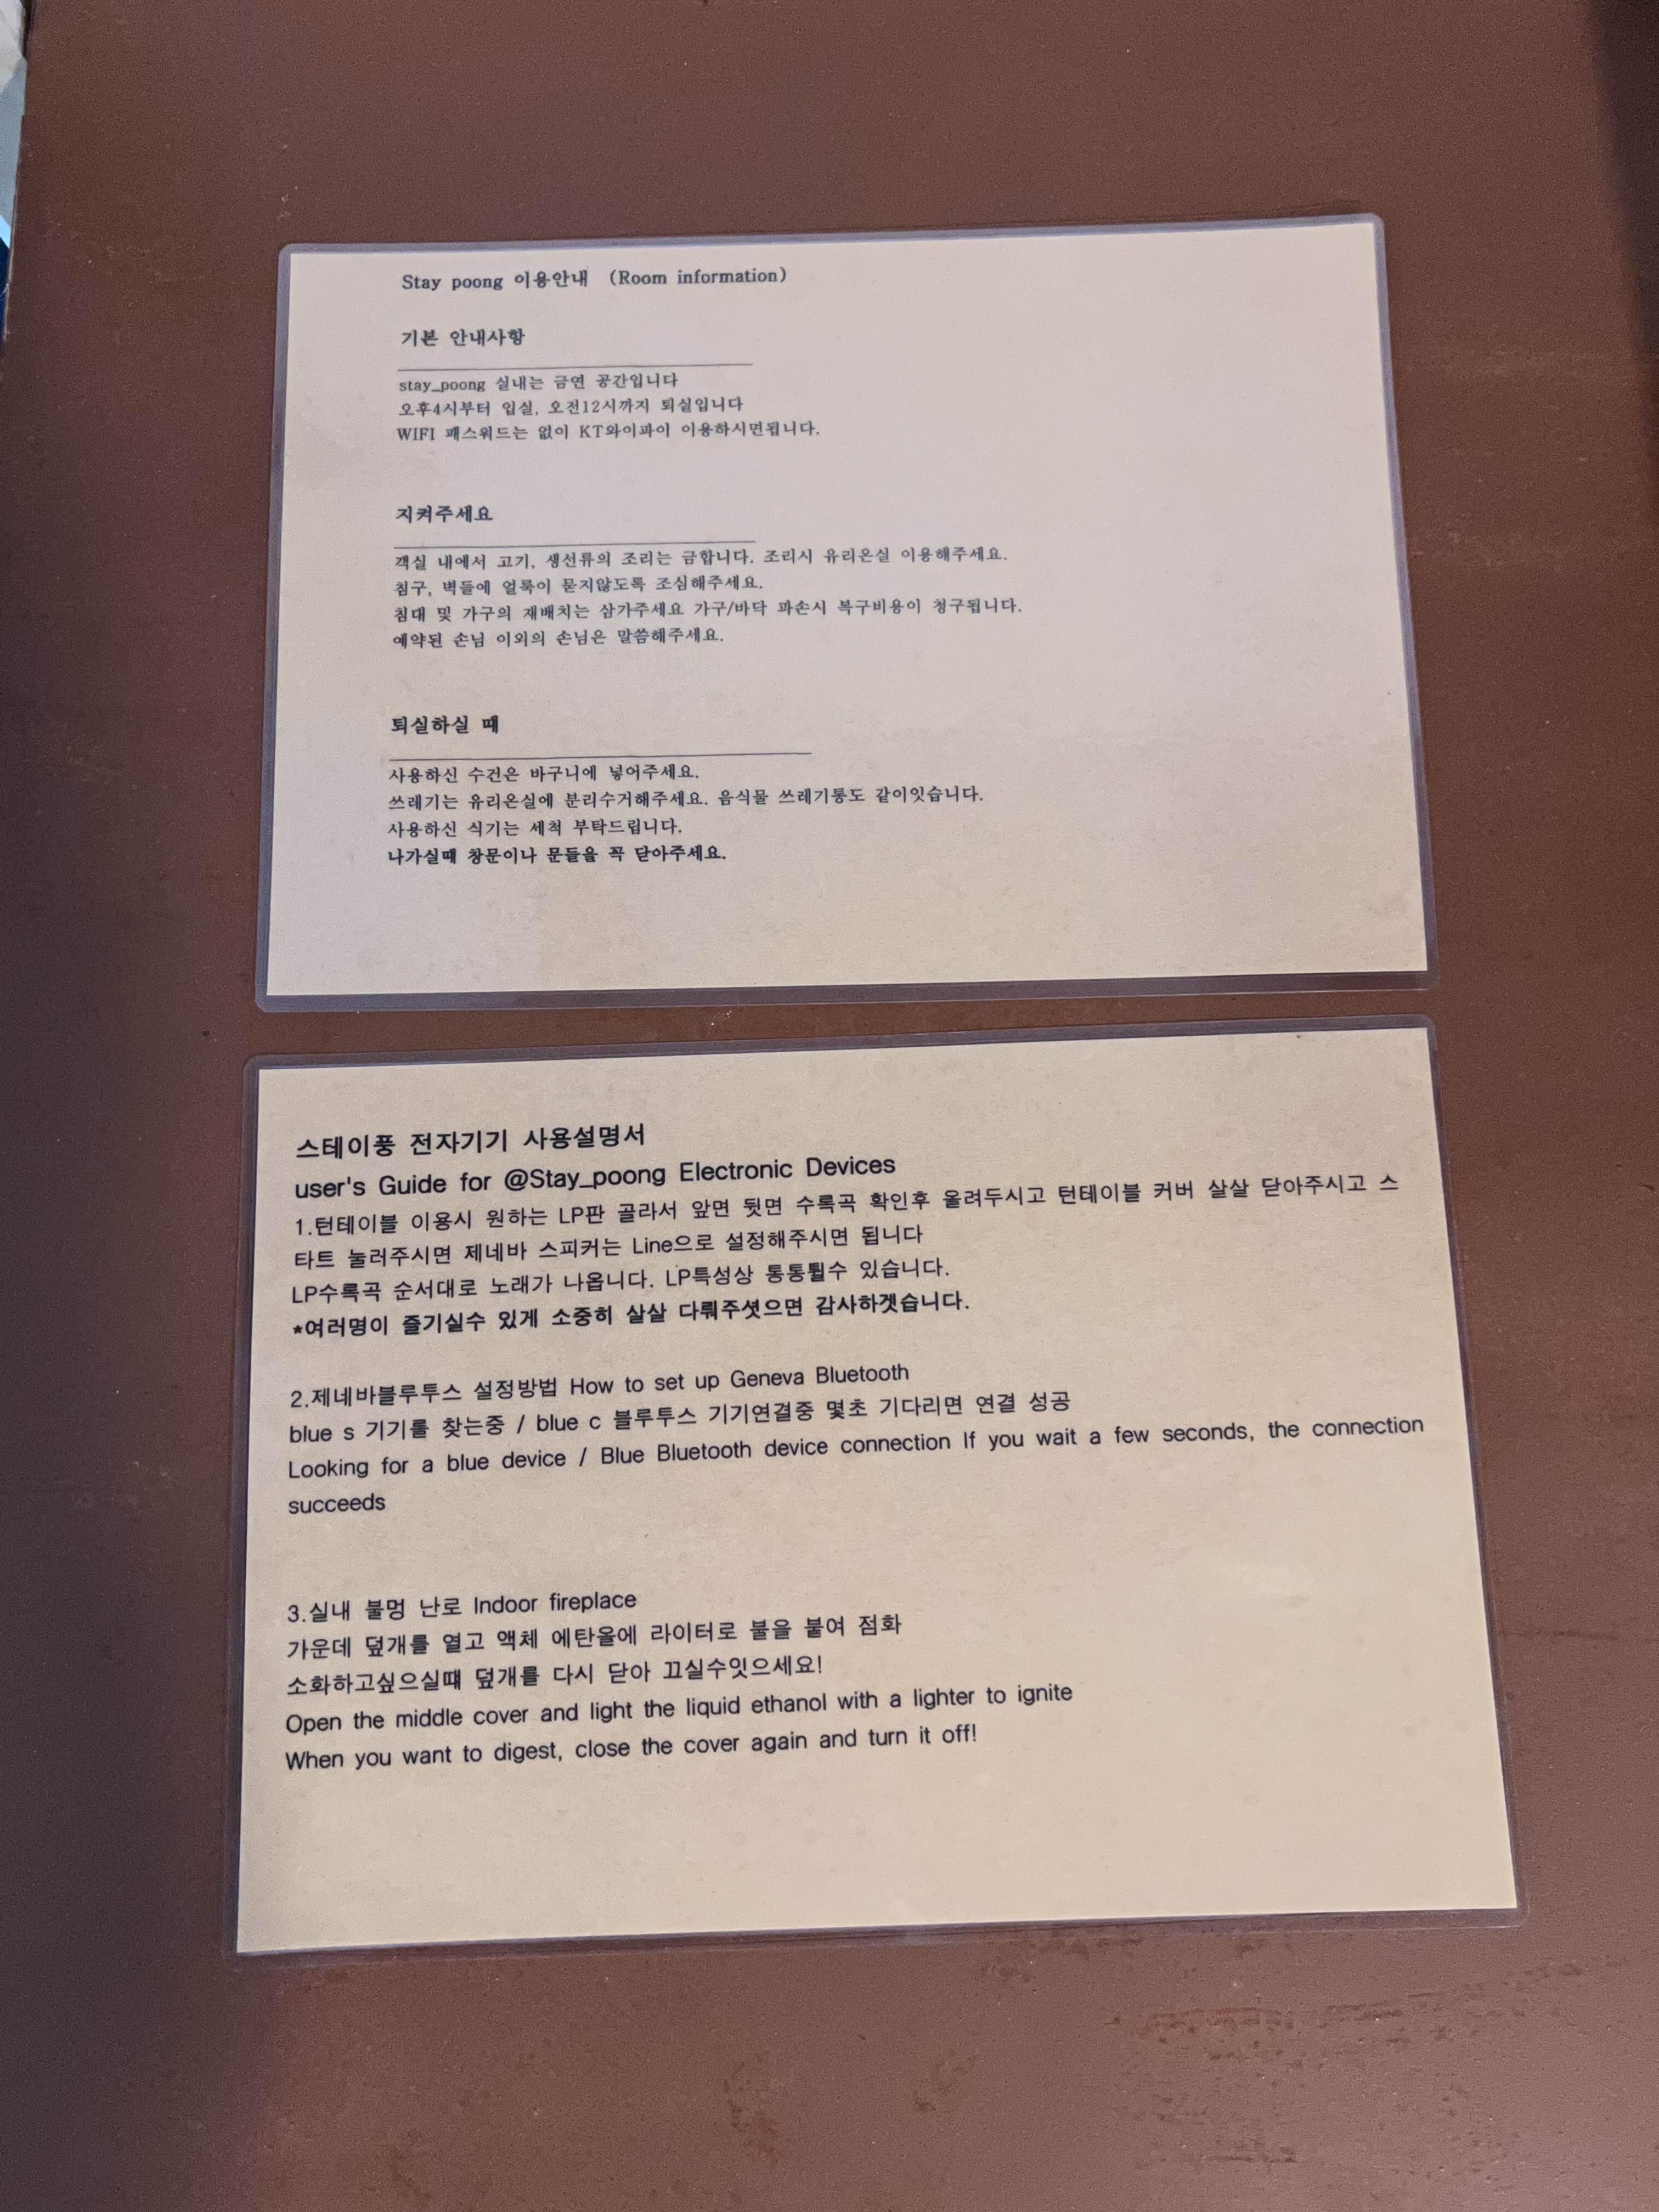 Stay poong 이용안내 (Room information)
기본 안내사항
stay_poong 실내는 금연 공간입니다
오후4시부터 입실, 오전12시까지 퇴실입니다
WIFI 패스워드는 없이 KT와이파이 이용하시면됩니다.
지켜주세요
객실 내에서 고기, 생선류의 조리는 금합니다. 조리시 유리온실 이용해주세요.
침구, 벽들에 얼룩이 묻지않도록 조심해주세요.
침대 및 가구의 재배치는 삼가주세요 가구/바닥 파손시 복구비용이 청구됩니다.
예약된 손님 이외의 손님은 말씀해주세요.
퇴실하실 때
사용하신 수건은 바구니에 넣어주세요.
쓰레기는 유리온실에 분리수거해주세요. 음식물 쓰레기통도 같이잇습니다.
사용하신 식기는 세척 부탁드립니다.
나가실때 창문이나 문들을 꼭 닫아주세요.
스테이풍 전자기기 사용설명서
user's Guide for @Stay_poong Electronic Devices
1.턴테이블 이용시 원하는 LP판 골라서 앞면 뒷면 수록곡 확인후 올려두시고 턴테이블 커버 살살 닫아주시고 스
타트 눌러주시면 제네바 스피커는 Line으로 설정해주시면 됩니다
LP수록곡 순서대로 노래가 나옵니다. LP특성상 통통튈수 있습니다.
*여러명이 즐기실수 있게 소중히 살살 다뤄주셧으면 감사하겟습니다.
2.제네바블루투스 설정방법 How to set up Geneva Bluetooth
blue s 기기를 찾는중 / blue c 블루투스 기기연결중 몇초 기다리면 연결 성공
Looking for a blue device / Blue Bluetooth device connection If you wait a few seconds, the connection
succeeds
3.실내 불멍 난로 Indoor fireplace
가운데 덮개를 열고 액체 에탄올에 라이터로 불을 붙여 점화
소화하고싶으실떄 덮개를 다시 닫아 끄실수잇으세요!
Open the middle cover and light the liquid ethanol with a lighter to ignite
When you want to digest, close the cover again and turn it off!